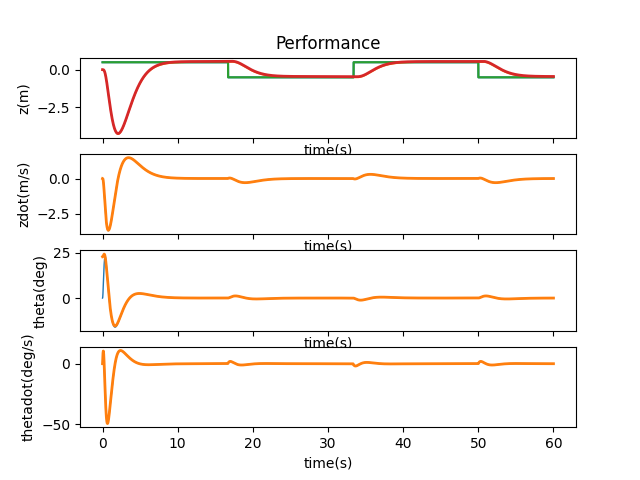 Performance
0.0
−2.5
z(m)
time(s)
0.0
−2.5
zdot(m/s)
time(s)
25
0
theta(deg)
time(s)
0
−50
thetadot(deg/s)
0 10 20 30 40 50 60
time(s)